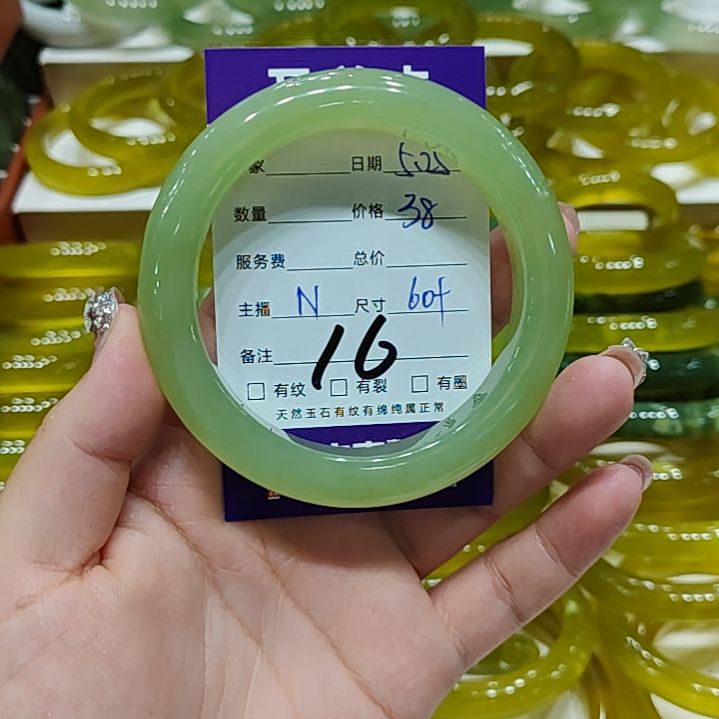 家 日期 5.25
数量 价格 38
服务费 总价
主播 N 尺寸 60+
备注 16
□ 有纹 □ 有裂 □ 有墨
天然玉石有纹有绵纯属正常